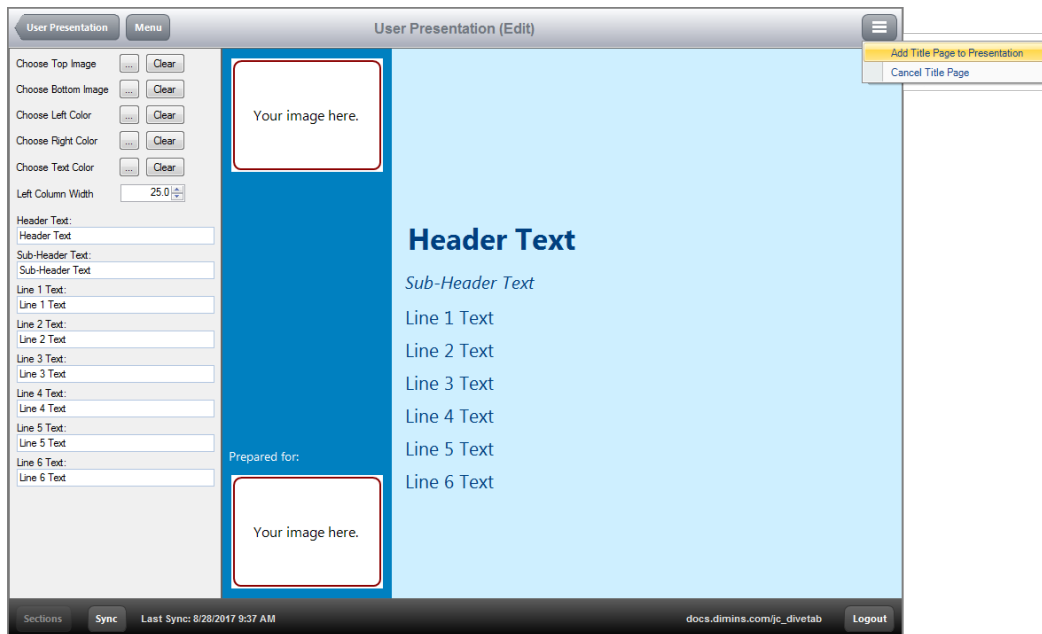 User Presentation
Menu
User Presentation (Edit)
Add Title Page to Presentation
Cancel Title Page
Choose Top Image ... Clear
Choose Bottom Image ... Clear
Choose Left Color ... Clear
Choose Right Color ... Clear
Choose Text Color ... Clear
Left Column Width 25.0
Header Text:
Header Text
Sub-Header Text:
Sub-Header Text
Line 1 Text:
Line 1 Text
Line 2 Text:
Line 2 Text
Line 3 Text:
Line 3 Text
Line 4 Text:
Line 4 Text
Line 5 Text:
Line 5 Text
Line 6 Text:
Line 6 Text
Your image here.
Prepared for:
Your image here.
Header Text
Sub-Header Text
Line 1 Text
Line 2 Text
Line 3 Text
Line 4 Text
Line 5 Text
Line 6 Text
Sections
Sync
Last Sync: 8/28/2017 9:37 AM
docs.dimins.com/jc_divetab
Logout